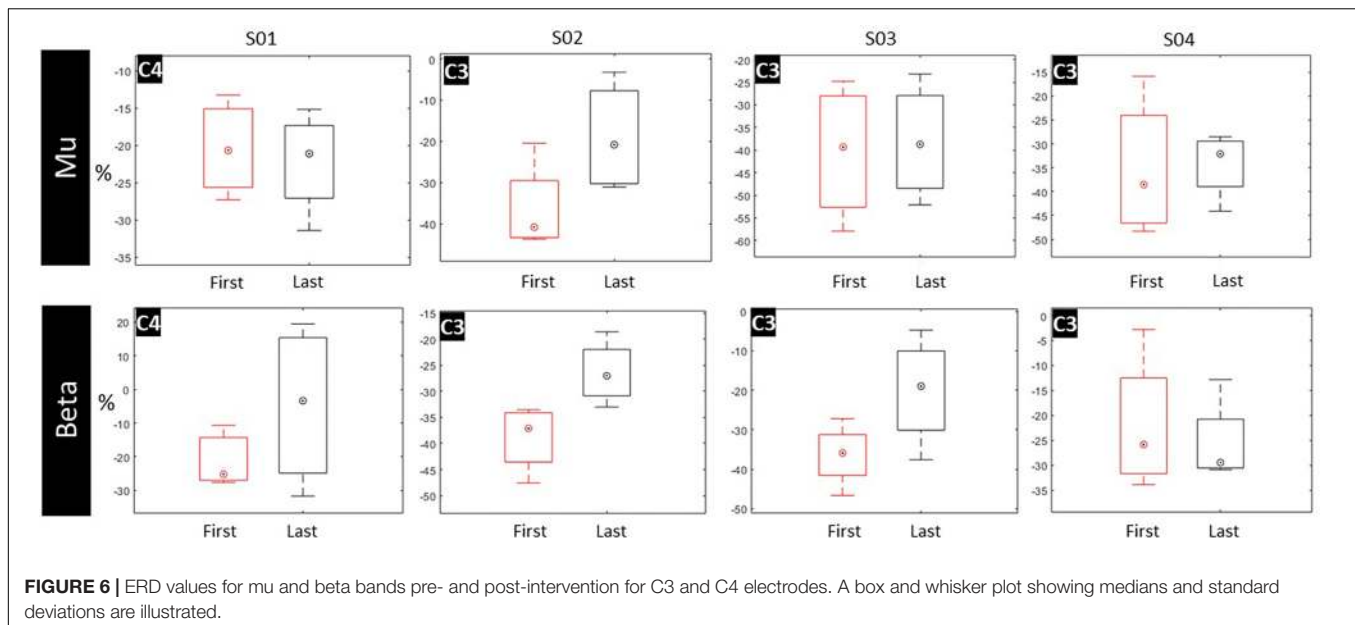 S01 S02 S03 S04
Mu
%
C4
-10
-15
-20
-25
-30
-35
First Last
C3
0
-10
-20
-30
-40
First Last
C3
-20
-25
-30
-35
-40
-45
-50
-55
-60
First Last
C3
-15
-20
-25
-30
-35
-40
-45
-50
First Last
Beta
%
C4
20
10
0
-10
-20
-30
First Last
C3
-15
-20
-25
-30
-35
-40
-45
-50
First Last
C3
0
-10
-20
-30
-40
-50
First Last
C3
0
-5
-10
-15
-20
-25
-30
-35
First Last
FIGURE 6 | ERD values for mu and beta bands pre- and post-intervention for C3 and C4 electrodes. A box and whisker plot showing medians and standard
deviations are illustrated.